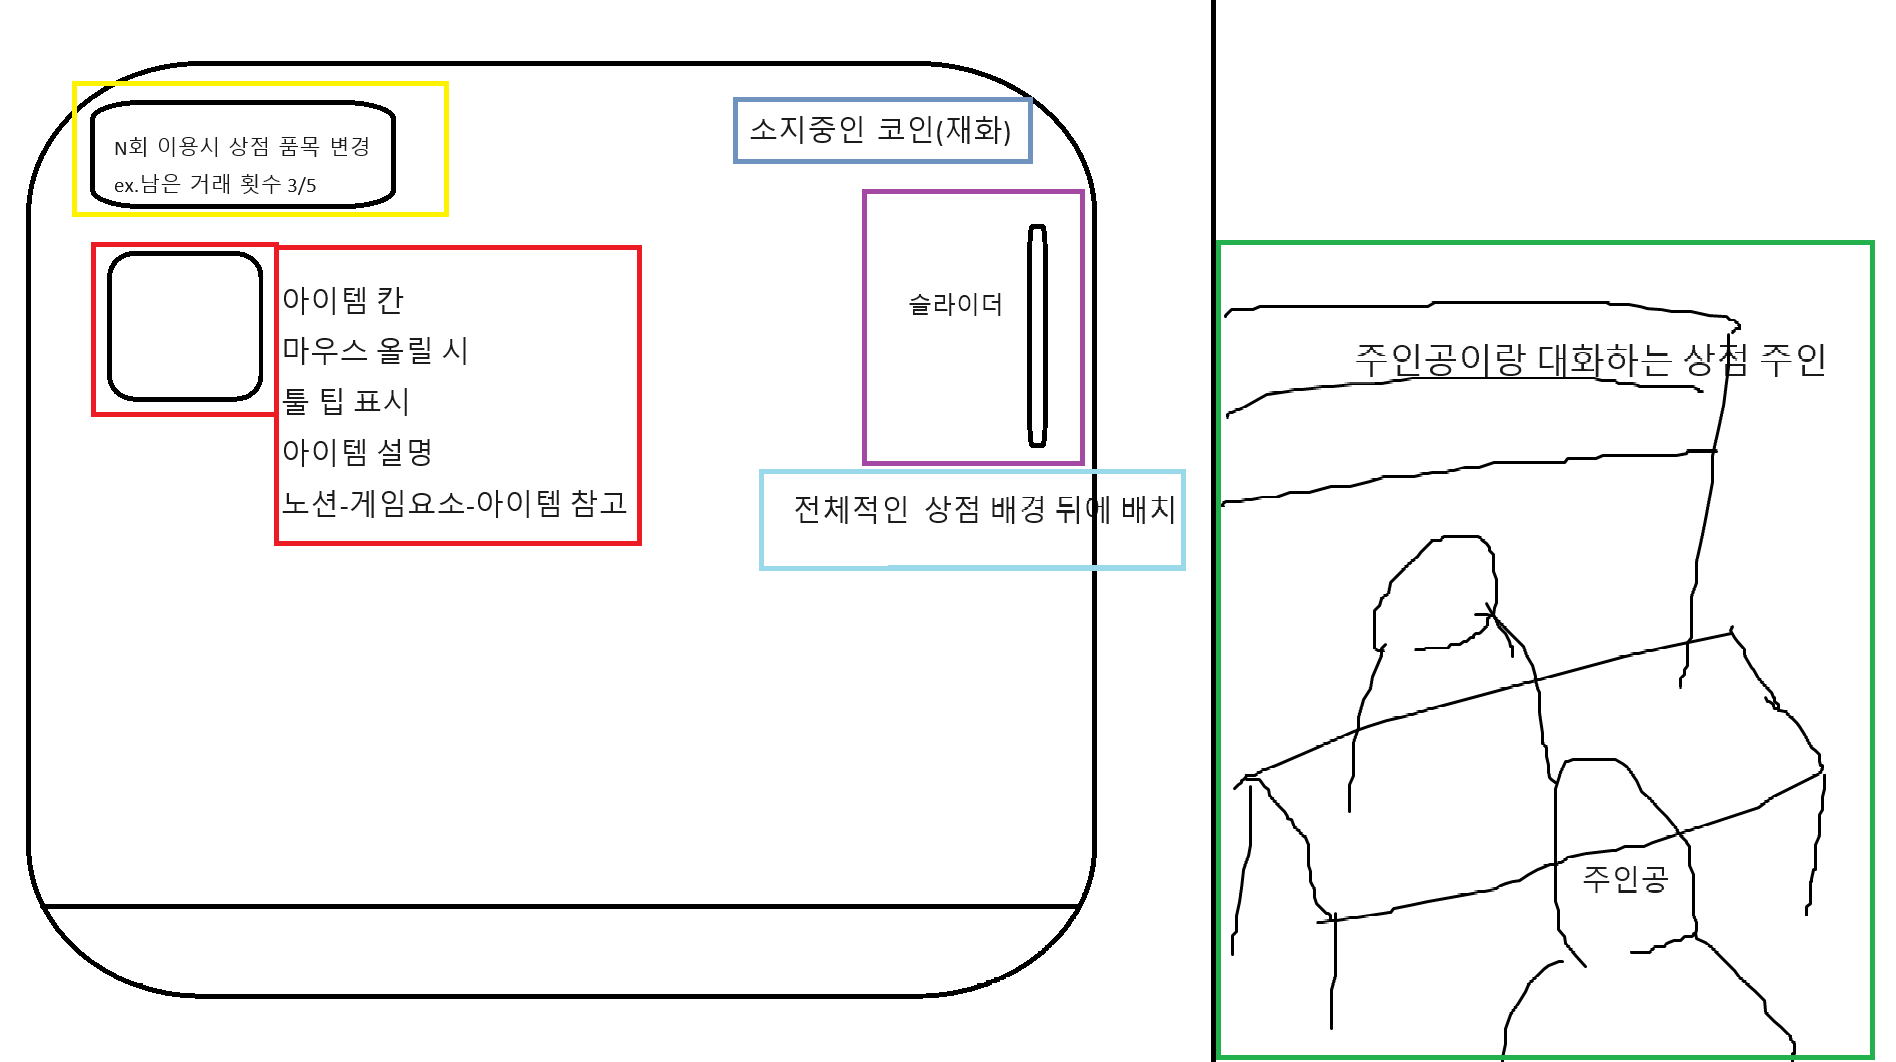 N회 이용시 상점 품목 변경
ex.남은 거래 횟수 3/5
소지중인 코인(재화)
아이템 칸
마우스 올릴 시
툴 팁 표시
아이템 설명
노션-게임요소-아이템 참고
슬라이더
전체적인 상점 배경 뒤에 배치
주인공이랑 대화하는 상점 주인
주인공